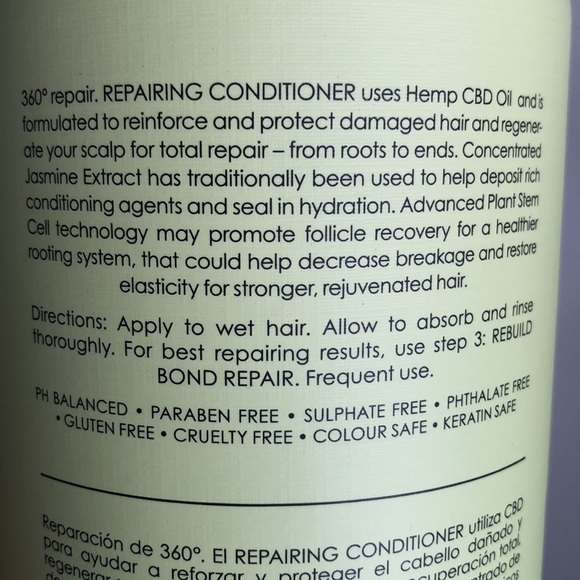 360° repair. REPAIRING CONDITIONER uses Hemp CBD Oil and is
formulated to reinforce and protect damaged hair and regener-
ate your scalp for total repair – from roots to ends. Concentrated
Jasmine Extract has traditionally been used to help deposit rich
conditioning agents and seal in hydration. Advanced Plant Stem
Cell technology may promote follicle recovery for a healthier
rooting system, that could help decrease breakage and restore
elasticity for stronger, rejuvenated hair.
Directions: Apply to wet hair. Allow to absorb and rinse
thoroughly. For best repairing results, use step 3: REBUILD
BOND REPAIR. Frequent use.
PH BALANCED • PARABEN FREE • SULPHATE FREE • PHTHALATE FREE
• GLUTEN FREE • CRUELTY FREE • COLOUR SAFE • KERATIN SAFE
Reparación de 360°. El REPAIRING CONDITIONER utiliza CBD
para ayudar a reforzar y proteger el cabello dañado y
regenerar